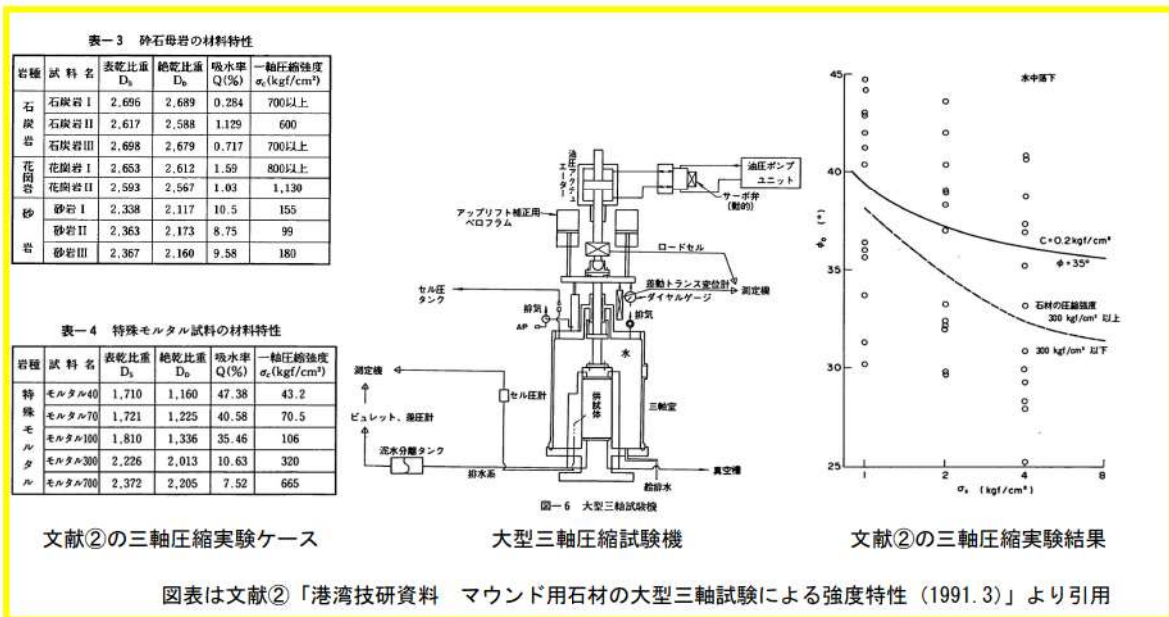 表－3 砕石母岩の材料特性
岩種 試料名 表乾比重 D_S 絶乾比重 D_D 吸水率 Q(%) 一軸圧縮強度 σc(kgf/cm²)
石炭岩 石炭岩I 2,696 2,689 0.284 700以上
石炭岩II 2,617 2,588 1.129 600
石炭岩III 2,698 2,679 0.717 700以上
花崗岩 花崗岩I 2,653 2,612 1.59 800以上
花崗岩II 2,593 2,567 1.03 1,130
砂岩 砂岩I 2,338 2,117 10.5 155
砂岩II 2,363 2,173 8.75 99
砂岩III 2,367 2,160 9.58 180
表－4 特殊モルタル試料の材料特性
岩種 試料名 表乾比重 D_S 絶乾比重 D_D 吸水率 Q(%) 一軸圧縮強度 σc(kgf/cm²)
特殊モルタル モルタル40 1,710 1,160 47.38 43.2
モルタル70 1,721 1,225 40.58 70.5
モルタル100 1,810 1,336 35.46 106
モルタル300 2,226 2,013 10.63 320
モルタル700 2,372 2,205 7.52 665
文献②の三軸圧縮実験ケース
油圧アクチュエーター
油圧ポンプ
ユニット
サーボ弁
(動的)
アップリフト補正用
ベロフラム
ロードセル
セル圧
タンク
差動トランス変位計
測定機
ダイヤルゲージ
排気
排気
AP
水
測定機
セル圧計
供試体
三軸室
ビュレット、差圧計
泥水分離タンク
排水系
真空槽
給排水
図－6 大型三軸試験機
大型三軸圧縮試験機
45
水中落下
40
φ₀ (°)
C=0.2kgf/cm²
φ=35°
35
石材の圧縮強度
300 kgf/cm² 以上
300 kgf/cm² 以下
30
25
1 2 4 8
(kgf/cm²)
文献②の三軸圧縮実験結果
図表は文献②「港湾技研資料 マウンド用石材の大型三軸試験による強度特性（1991.3）」より引用